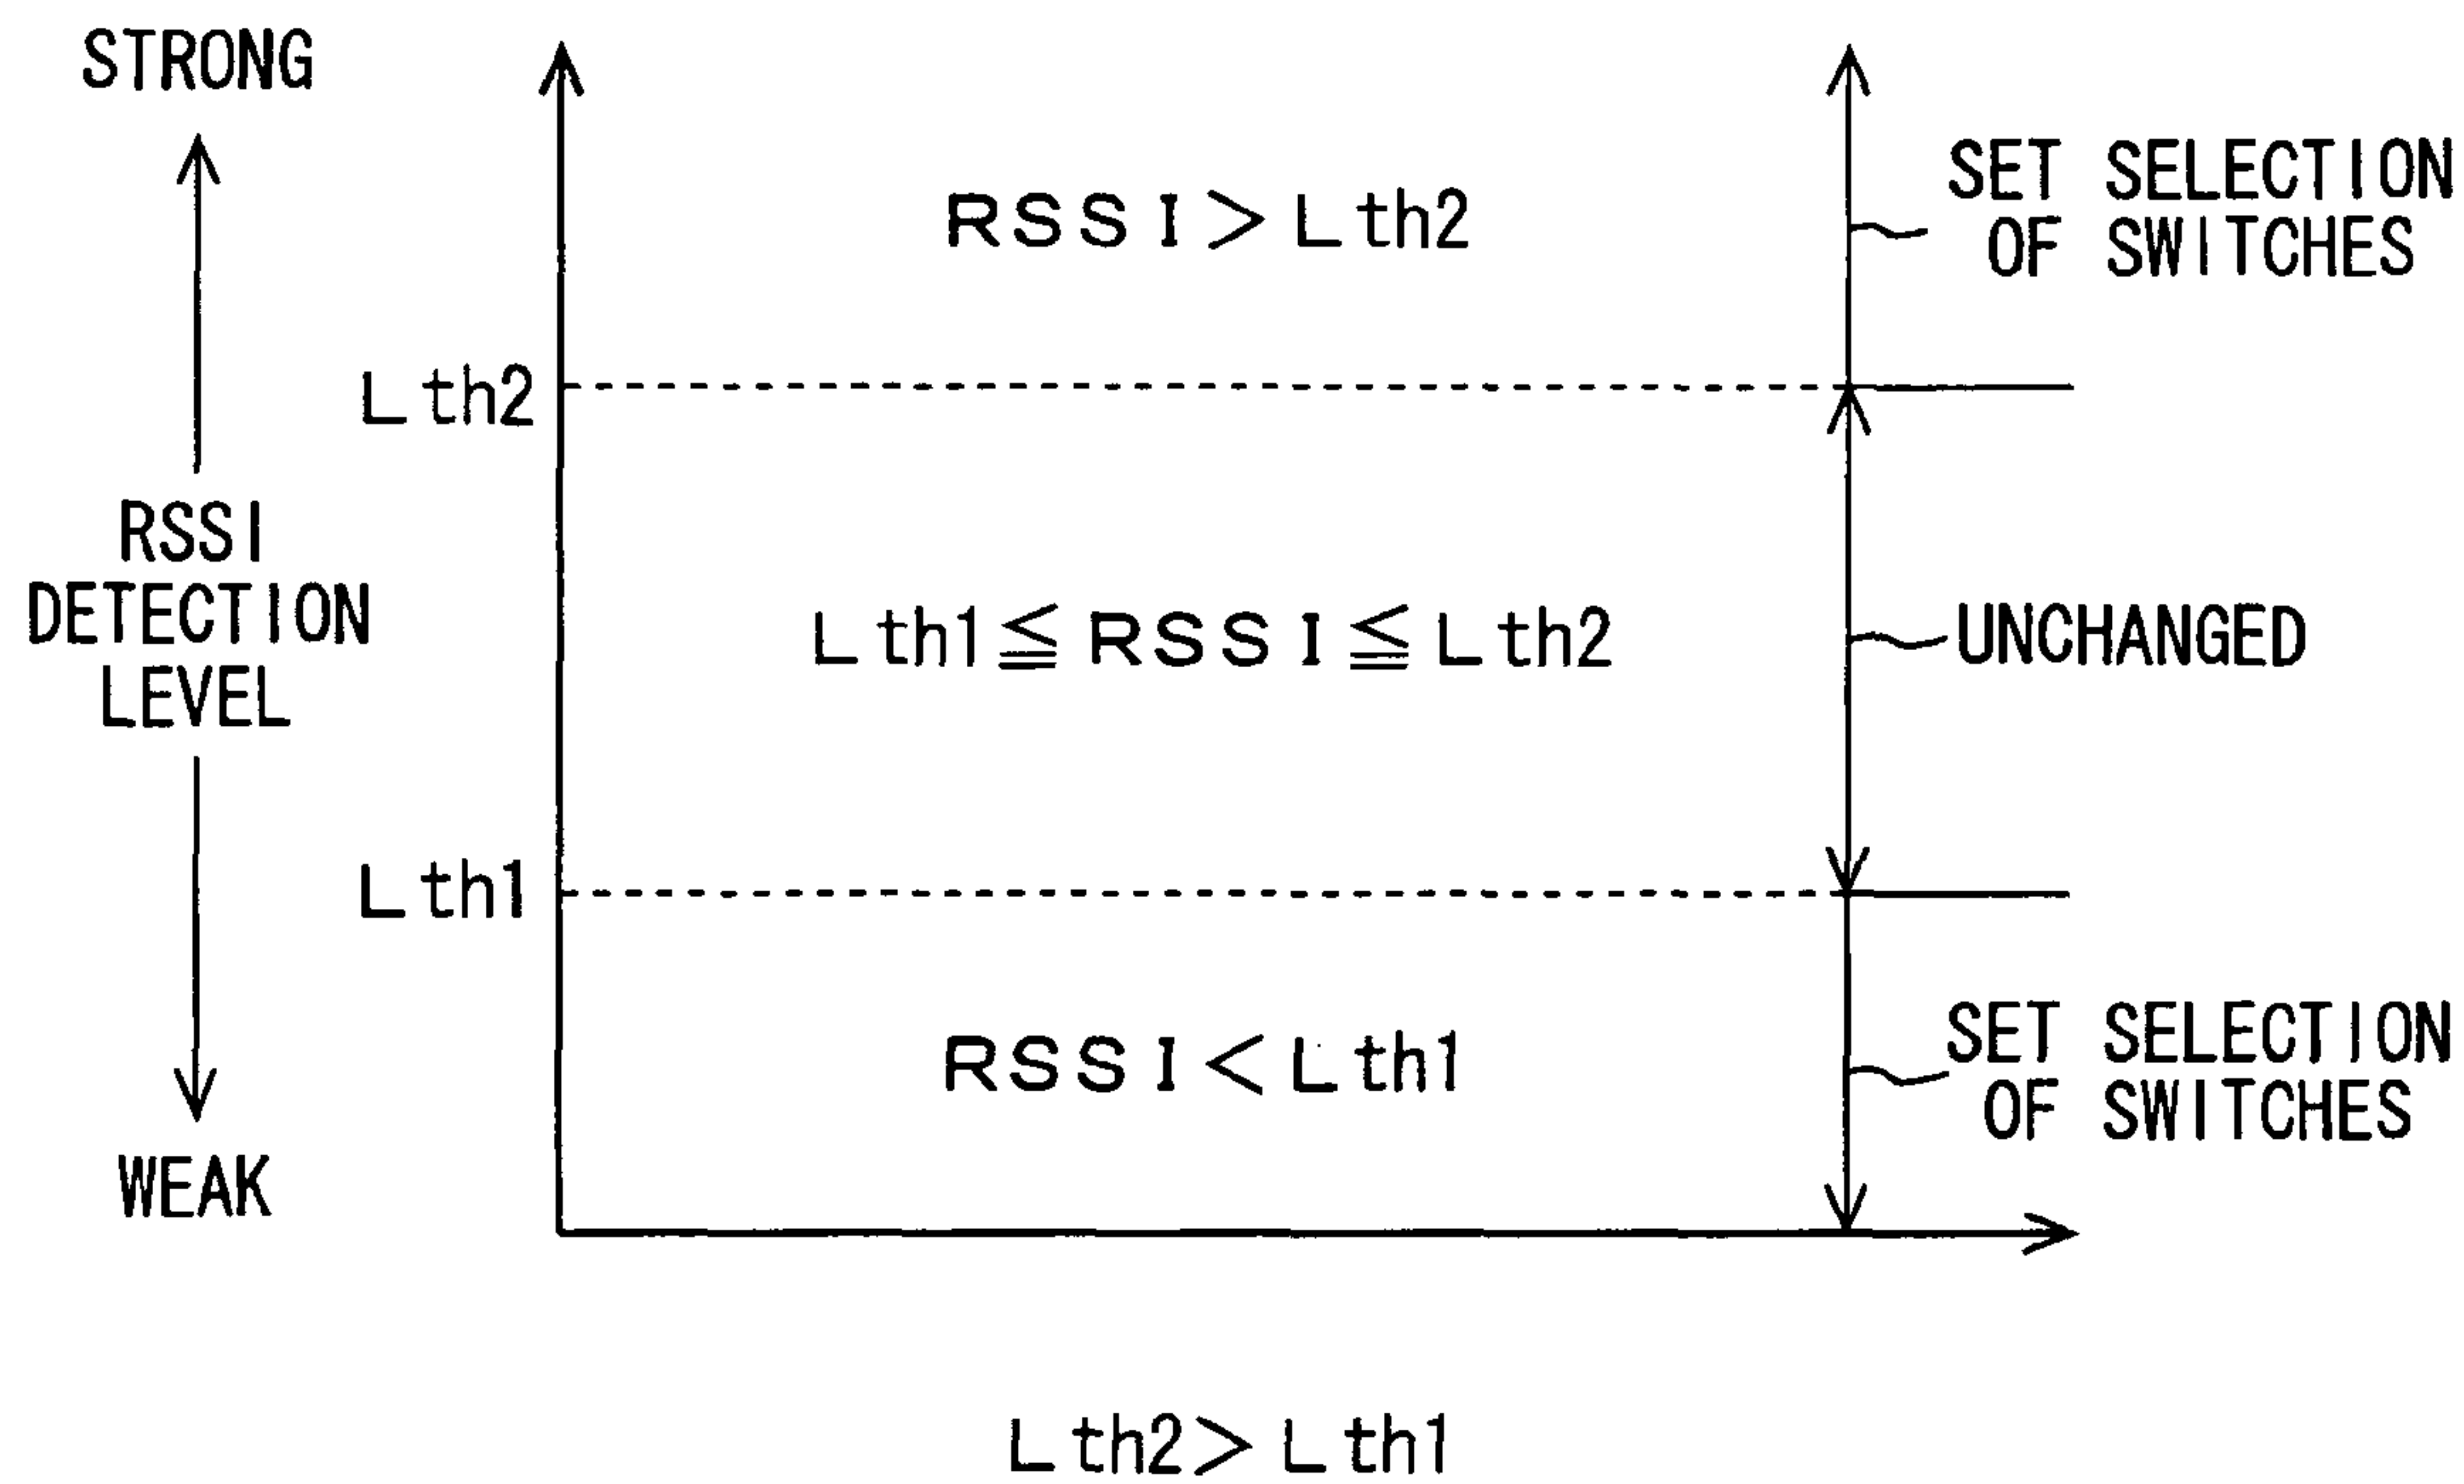 STRONG
SET SELECTION
OF SWITCHES
RSSI>Lth2
Lth2
RSSI
DETECTION
LEVEL
Lth1≦RSSI≦Lth2
UNCHANGED
Lth1
SET SELECTION
OF SWITCHES
RSSI<Lth1
WEAK
Lth2>Lth1